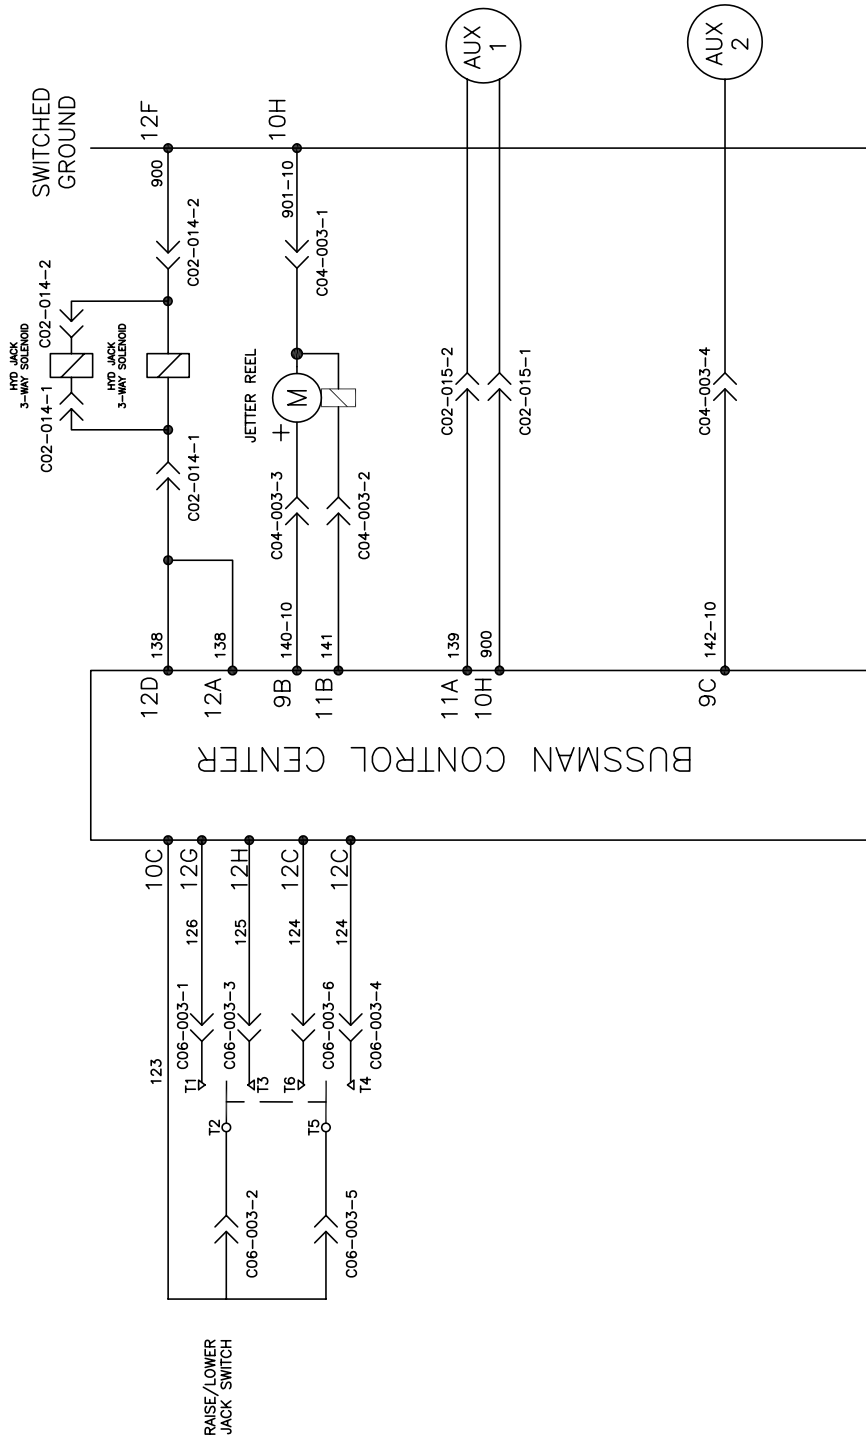 SWITCHED
GROUND
12F
10H
900
901-10
C02-014-2
C04-003-1
C02-014-2
HYD JACK
3-WAY SOLENOID
HYD JACK
3-WAY SOLENOID
C02-014-1
C02-014-1
JETTER REEL
M
+
C04-003-3
C04-003-2
AUX
1
AUX
2
C02-015-2
C02-015-1
C04-003-4
138
138
140-10
141
139
900
142-10
12D
12A
9B
11B
11A
10H
9C
BUSSMAN CONTROL CENTER
10C
12G
12H
12C
12C
123
126
125
124
124
C06-003-1
C06-003-3
C06-003-6
C06-003-4
T1
T3
T6
T4
T2
T5
C06-003-2
C06-003-5
RAISE/LOWER
JACK SWITCH